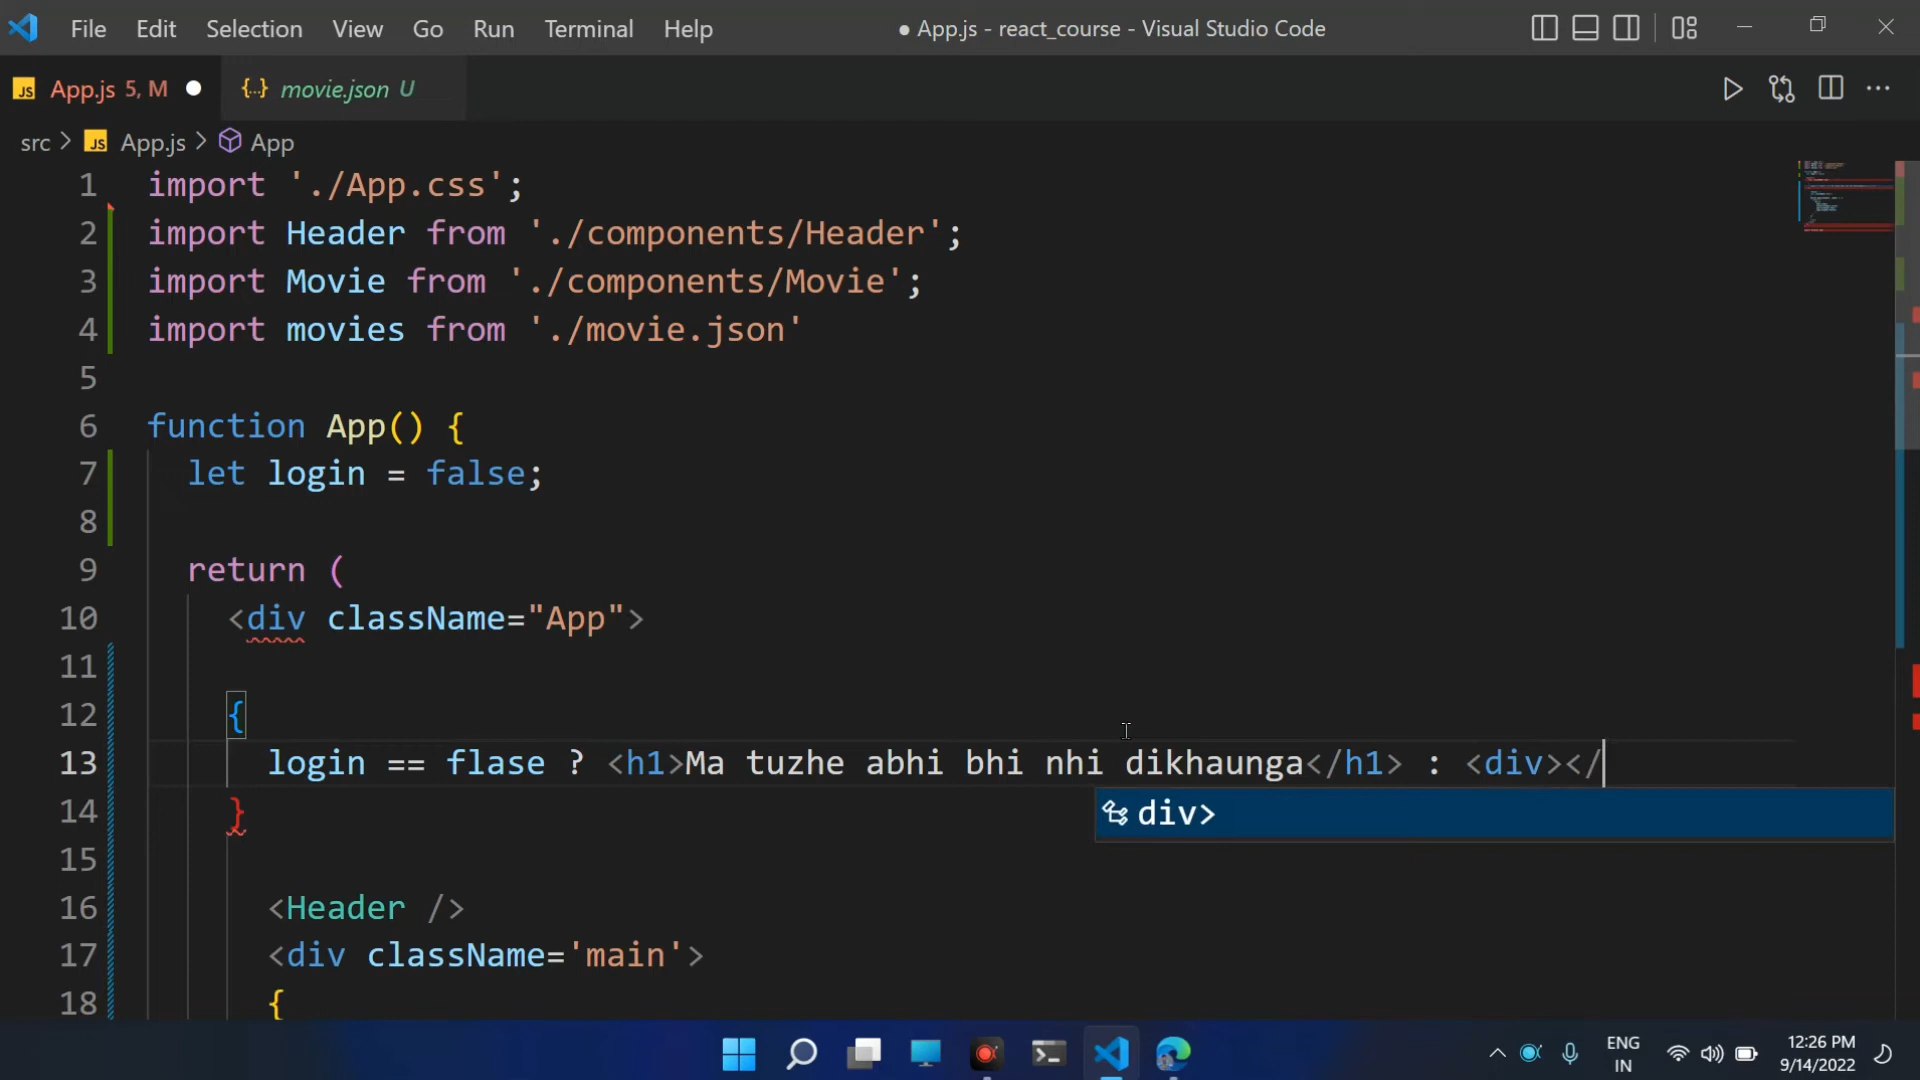 File Edit Selection View Go Run Terminal Help ● App.js - react_course - Visual Studio Code
JS App.js 5, M ● {..} movie.json U
src > JS App.js > App
1 import './App.css';
2 import Header from './components/Header';
3 import Movie from './components/Movie';
4 import movies from './movie.json'
5
6 function App() {
7 let login = false;
8
9 return (
10 <div className="App">
11
12 {
13 login == flase ? <h1>Ma tuzhe abhi bhi nhi dikhaunga</h1> : <div></
div>
14 }
15
16 <Header />
17 <div className='main'>
18 {
ENG
IN
12:26 PM
9/14/2022